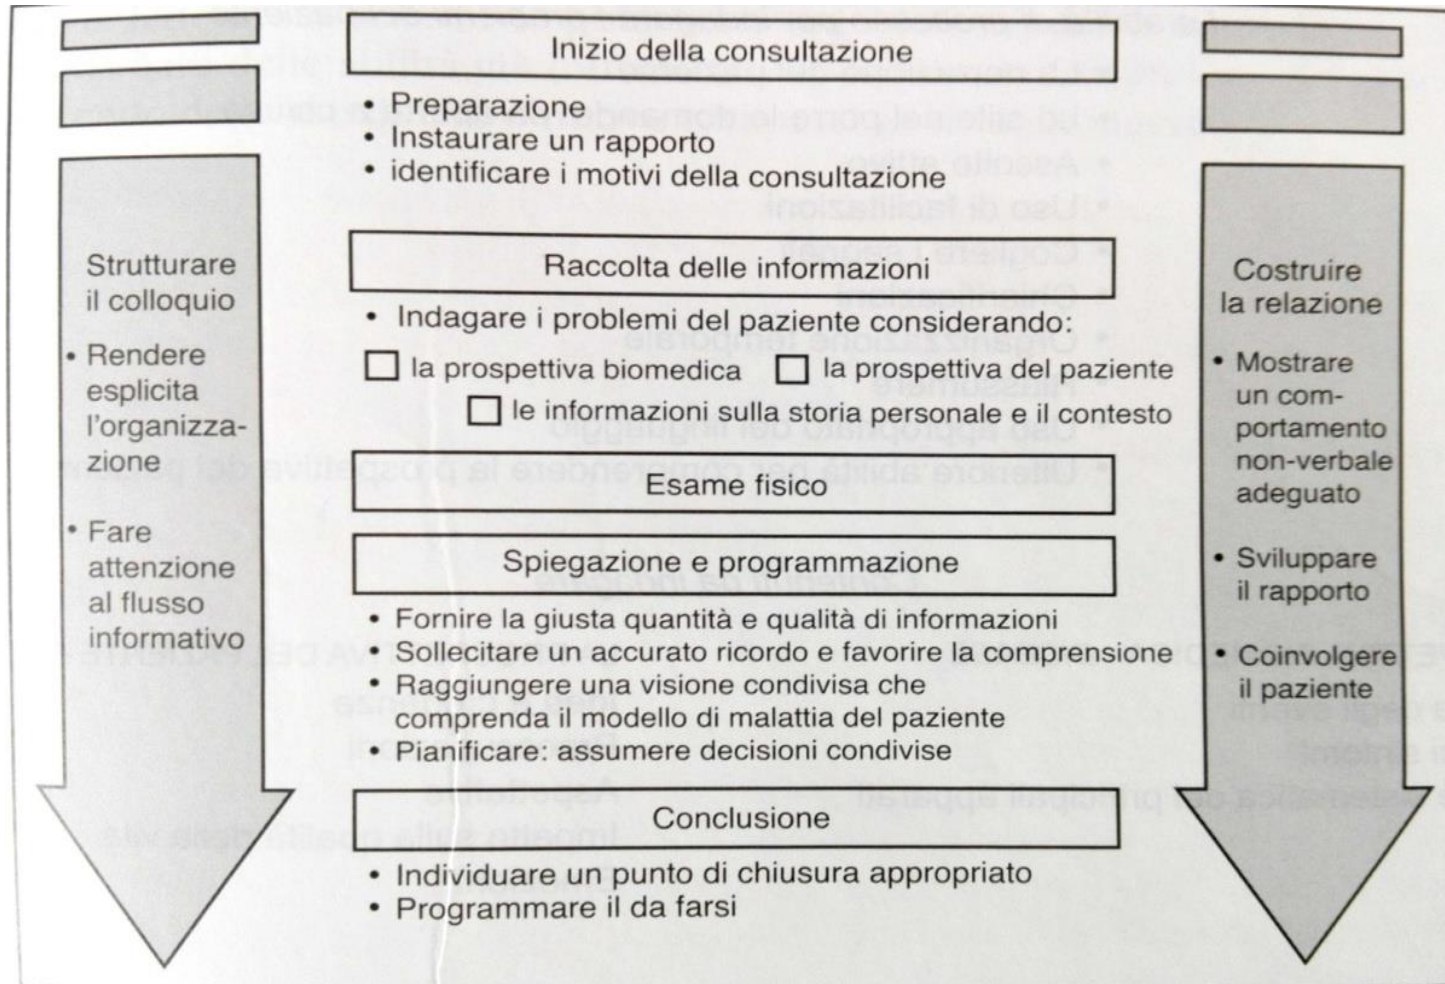 Inizio della consultazione
• Preparazione
• Instaurare un rapporto
• identificare i motivi della consultazione
Strutturare
il colloquio
• Rendere
esplicita
l'organizza-
zione
• Fare
attenzione
al flusso
informativo
Raccolta delle informazioni
• Indagare i problemi del paziente considerando:
la prospettiva biomedica
la prospettiva del paziente
le informazioni sulla storia personale e il contesto
Esame fisico
Spiegazione e programmazione
• Fornire la giusta quantità e qualità di informazioni
• Sollecitare un accurato ricordo e favorire la comprensione
• Raggiungere una visione condivisa che
comprenda il modello di malattia del paziente
• Pianificare: assumere decisioni condivise
Conclusione
• Individuare un punto di chiusura appropriato
• Programmare il da farsi
Costruire
la relazione
• Mostrare
un com-
portamento
non-verbale
adeguato
• Sviluppare
il rapporto
• Coinvolgere
il paziente